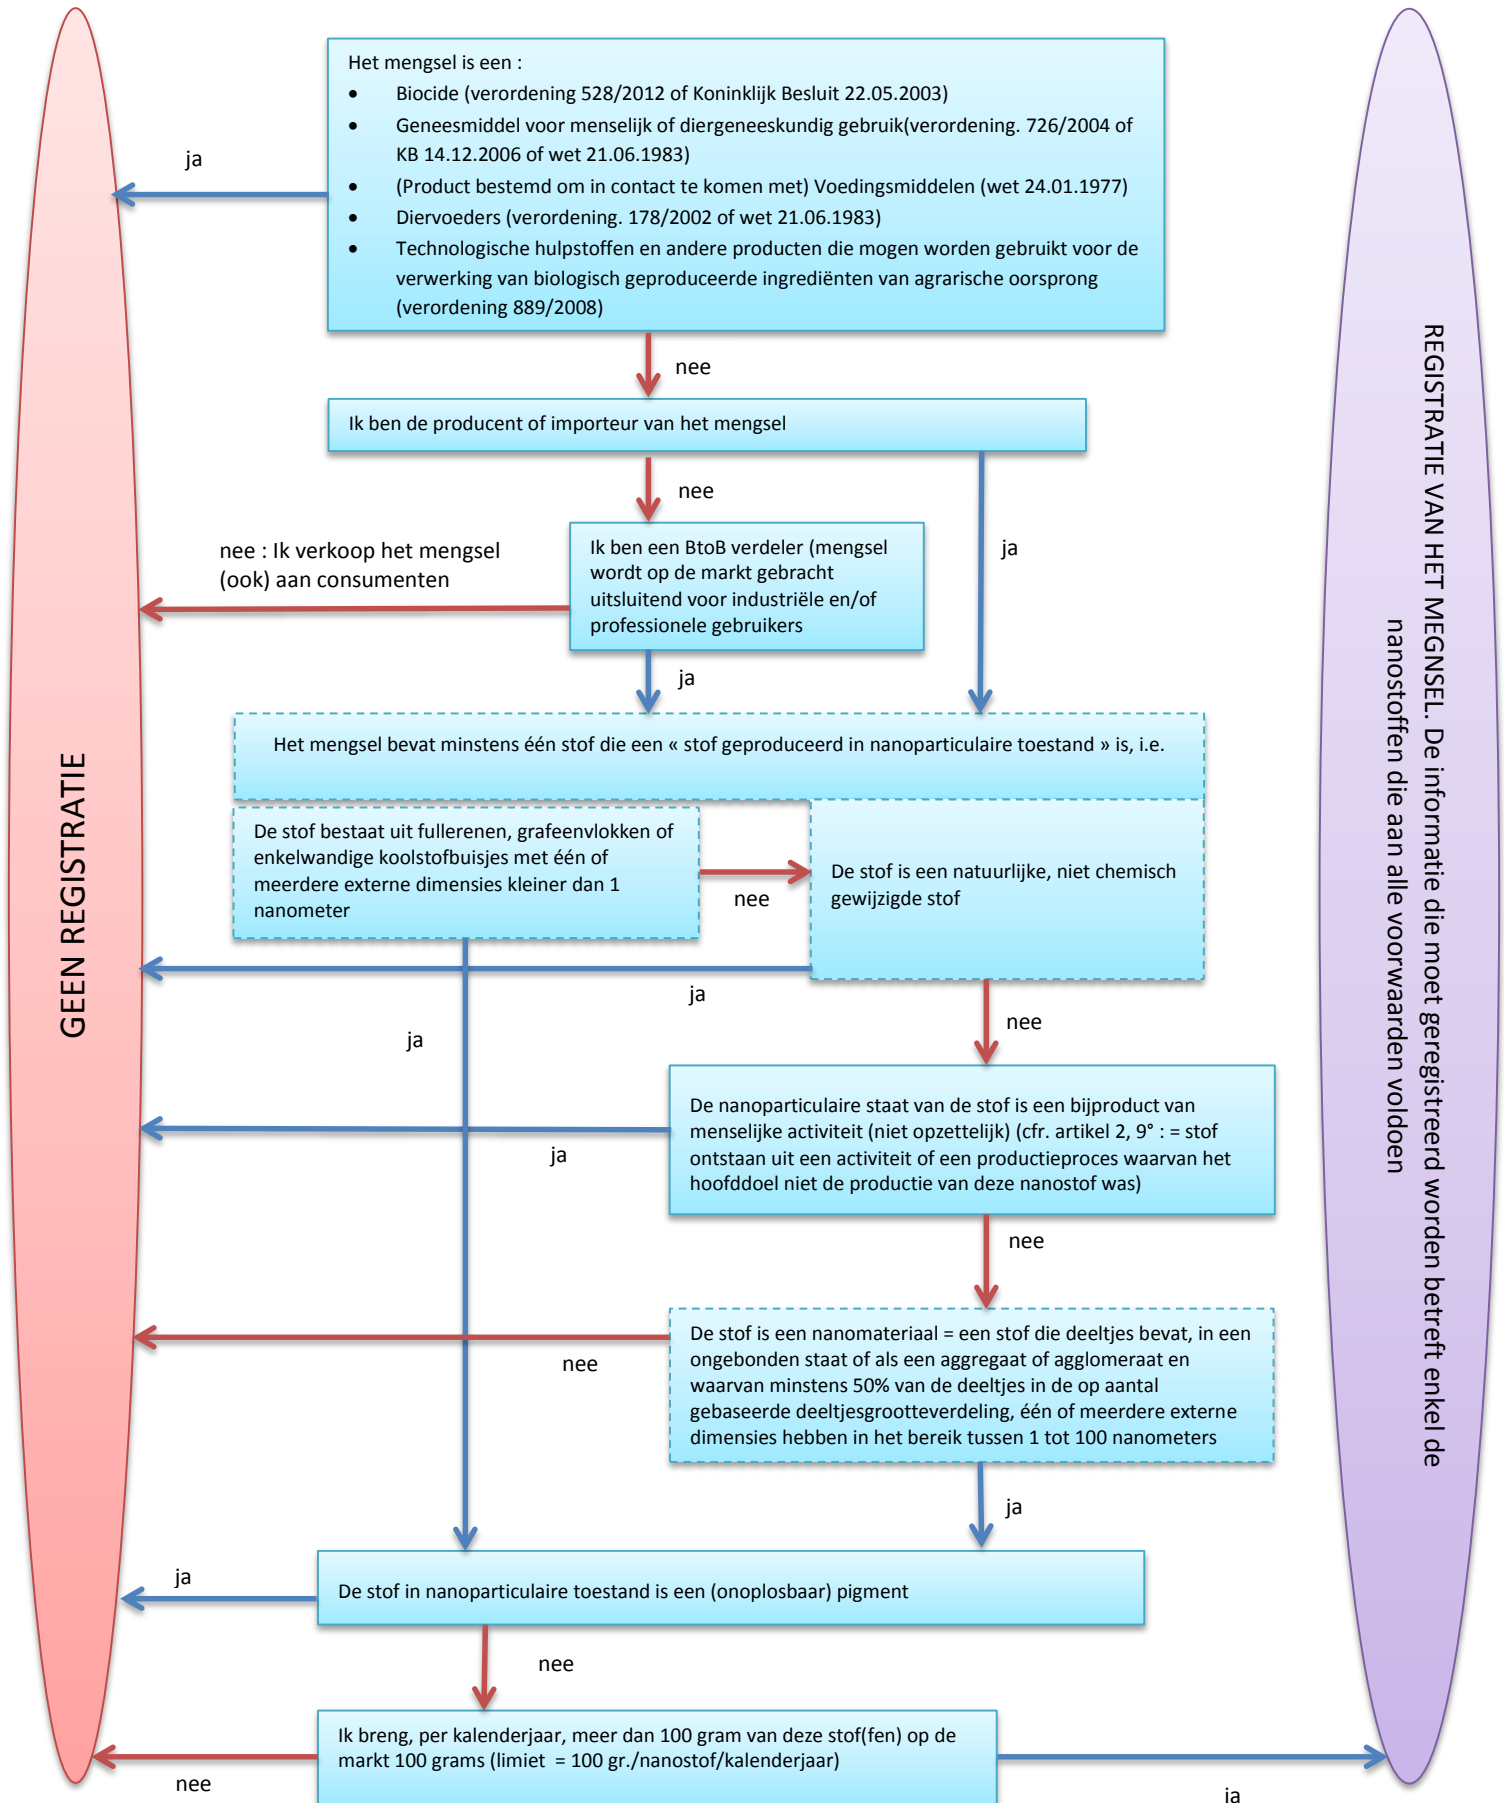 Het mengsel is een :
• Biocide (verordening 528/2012 of Koninklijk Besluit 22.05.2003)
• Geneesmiddel voor menselijk of diergeneeskundig gebruik(verordening. 726/2004 of
KB 14.12.2006 of wet 21.06.1983)
• (Product bestemd om in contact te komen met) Voedingsmiddelen (wet 24.01.1977)
• Diervoeders (verordening. 178/2002 of wet 21.06.1983)
• Technologische hulpstoffen en andere producten die mogen worden gebruikt voor de
verwerking van biologisch geproduceerde ingrediënten van agrarische oorsprong
(verordening 889/2008)
ja
nee
Ik ben de producent of importeur van het mengsel
nee
ja
Ik ben een BtoB verdeler (mengsel
wordt op de markt gebracht
uitsluitend voor industriële en/of
professionele gebruikers
nee : Ik verkoop het mengsel
(ook) aan consumenten
ja
Het mengsel bevat minstens één stof die een « stof geproduceerd in nanoparticulaire toestand » is, i.e.
De stof bestaat uit fullerenen, grafeenvlokken of
enkelwandige koolstofbuisjes met één of
meerdere externe dimensies kleiner dan 1
nanometer
nee
De stof is een natuurlijke, niet chemisch
gewijzigde stof
ja
ja
nee
De nanoparticulaire staat van de stof is een bijproduct van
menselijke activiteit (niet opzettelijk) (cfr. artikel 2, 9° : = stof
ontstaan uit een activiteit of een productieproces waarvan het
hoofddoel niet de productie van deze nanostof was)
ja
nee
De stof is een nanomateriaal = een stof die deeltjes bevat, in een
ongebonden staat of als een aggregaat of agglomeraat en
waarvan minstens 50% van de deeltjes in de op aantal
gebaseerde deeltjesgrootteverdeling, één of meerdere externe
dimensies hebben in het bereik tussen 1 tot 100 nanometers
nee
ja
De stof in nanoparticulaire toestand is een (onoplosbaar) pigment
ja
nee
Ik breng, per kalenderjaar, meer dan 100 gram van deze stof(fen) op de
markt 100 grams (limiet = 100 gr./nanostof/kalenderjaar)
nee
ja
GEEN REGISTRATIE
REGISTRATIE VAN HET MEGNSEL. De informatie die moet geregistreerd worden betreft enkel de
nanostoffen die aan alle voorwaarden voldoen